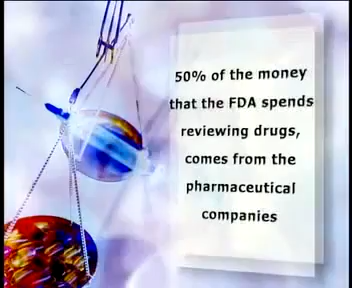 50% of the money
that the FDA spends
reviewing drugs,
comes from the
pharmaceutical
companies